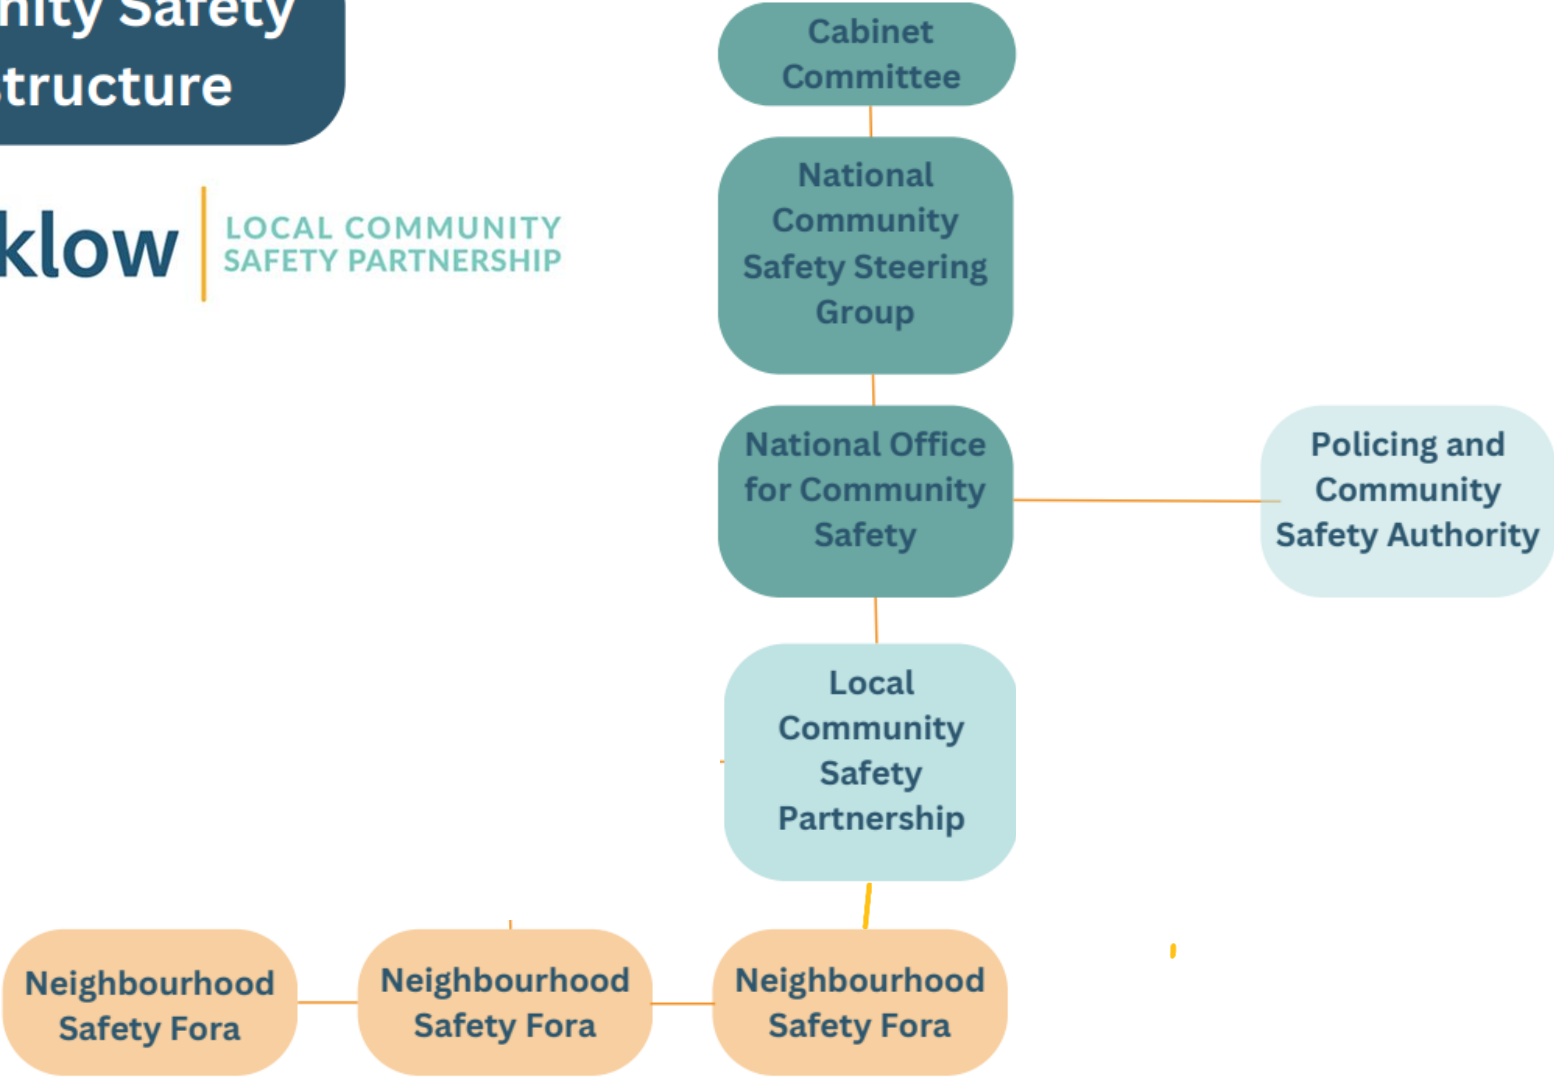 nity Safety
structure
klow
LOCAL COMMUNITY
SAFETY PARTNERSHIP
Cabinet
Committee
National
Community
Safety Steering
Group
National Office
for Community
Safety
Policing and
Community
Safety Authority
Local
Community
Safety
Partnership
Neighbourhood
Safety Fora
Neighbourhood
Safety Fora
Neighbourhood
Safety Fora